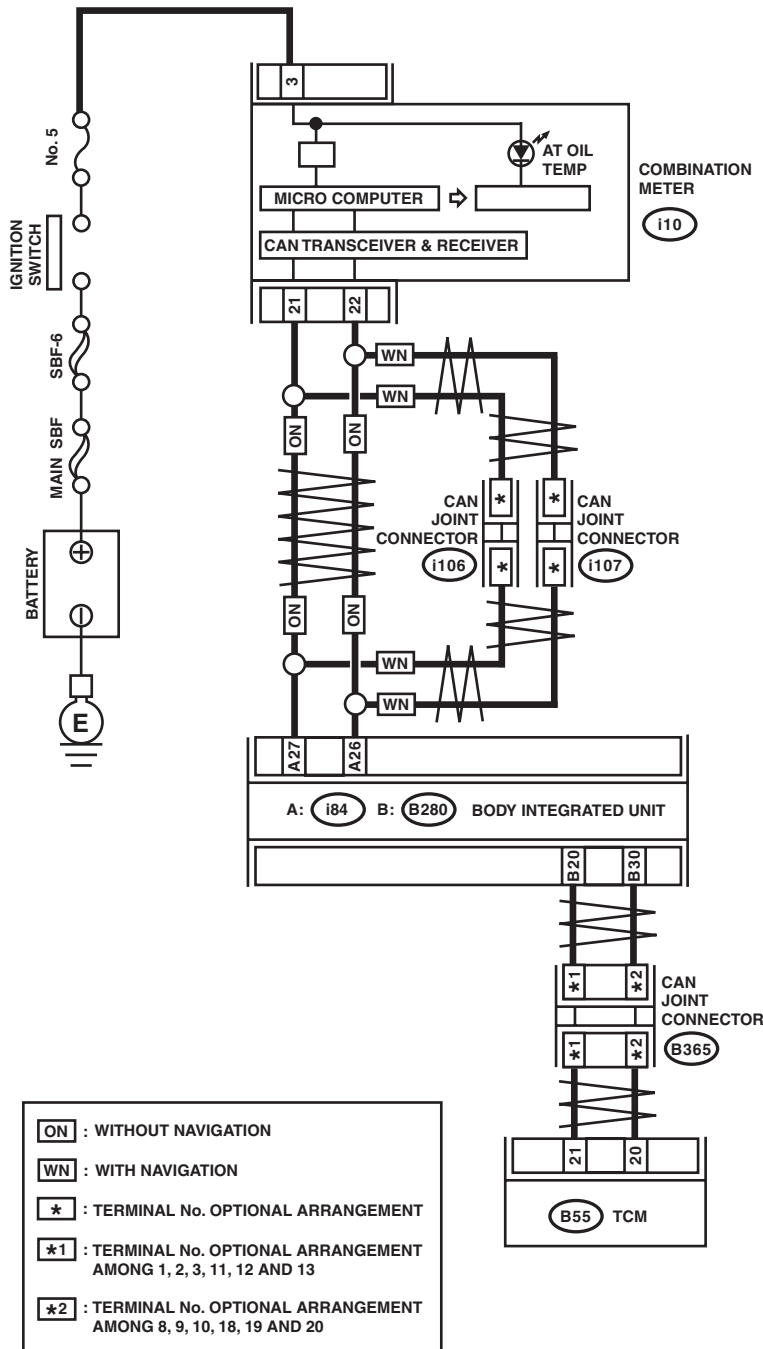 3
No. 5
AT OIL
TEMP
COMBINATION
METER
i10
MICRO COMPUTER
CAN TRANSCEIVER & RECEIVER
IGNITION
SWITCH
21
22
SBF-6
WN
WN
ON
ON
MAIN SBF
CAN
JOINT
CONNECTOR
i106
*
*
*
*
CAN
JOINT
CONNECTOR
i107
BATTERY
+
−
ON
ON
WN
WN
E
A27
A26
A: i84 B: B280 BODY INTEGRATED UNIT
B20
B30
*1
*2
CAN
JOINT
CONNECTOR
B365
*1
*2
21
20
B55 TCM
ON : WITHOUT NAVIGATION
WN : WITH NAVIGATION
* : TERMINAL No. OPTIONAL ARRANGEMENT
*1 : TERMINAL No. OPTIONAL ARRANGEMENT
AMONG 1, 2, 3, 11, 12 AND 13
*2 : TERMINAL No. OPTIONAL ARRANGEMENT
AMONG 8, 9, 10, 18, 19 AND 20